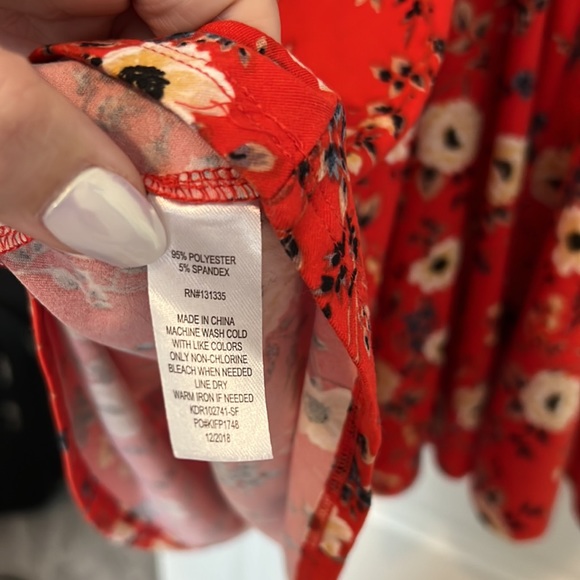 95% POLYESTER
5% SPANDEX
RN#131335
MADE IN CHINA
MACHINE WASH COLD
WITH LIKE COLORS
ONLY NON-CHLORINE
BLEACH WHEN NEEDED
LINE DRY
WARM IRON IF NEEDED
KDR102741-SF
PO#KIFP1748
12/2018